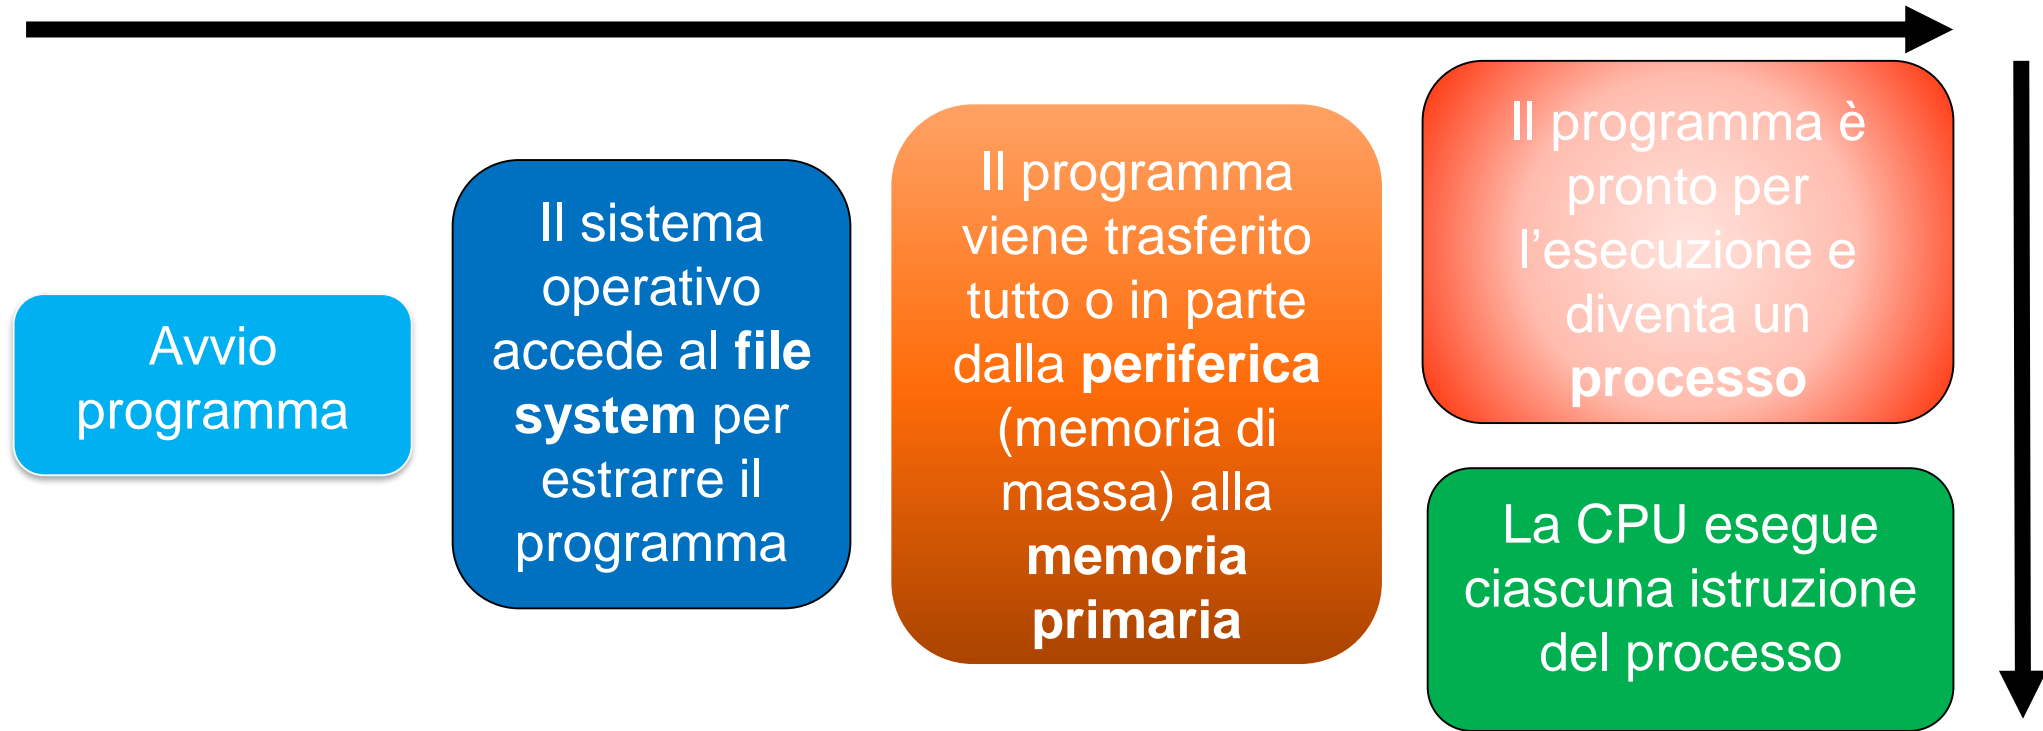 Avvio
programma
Il sistema
operativo
accede al file
system per
estrarre il
programma
Il programma
viene trasferito
tutto o in parte
dalla periferica
(memoria di
massa) alla
memoria
primaria
Il programma è
pronto per
l’esecuzione e
diventa un
processo
La CPU esegue
ciascuna istruzione
del processo